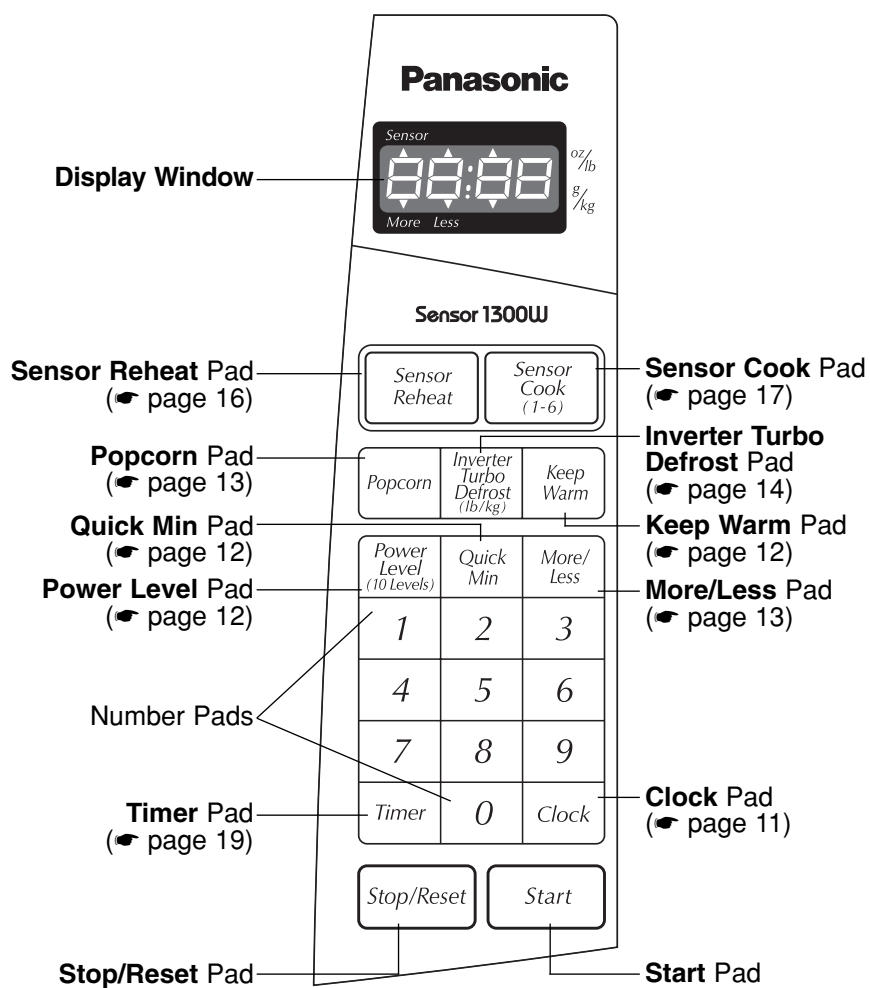 Panasonic
Sensor
88:88
oz/lb
g/kg
More Less
Display Window
Sensor 1300W
Sensor Reheat Pad
(☛ page 16)
Sensor
Reheat
Sensor
Cook
(1-6)
Sensor Cook Pad
(☛ page 17)
Popcorn Pad
(☛ page 13)
Popcorn
Inverter
Turbo
Defrost
(lb/kg)
Keep
Warm
Inverter Turbo
Defrost Pad
(☛ page 14)
Quick Min Pad
(☛ page 12)
Keep Warm Pad
(☛ page 12)
Power Level Pad
(☛ page 12)
Power
Level
(10 Levels)
Quick
Min
More/
Less
More/Less Pad
(☛ page 13)
1 2 3
4 5 6
Number Pads
7 8 9
Timer Pad
(☛ page 19)
Timer 0 Clock
Clock Pad
(☛ page 11)
Stop/Reset Start
Stop/Reset Pad
Start Pad